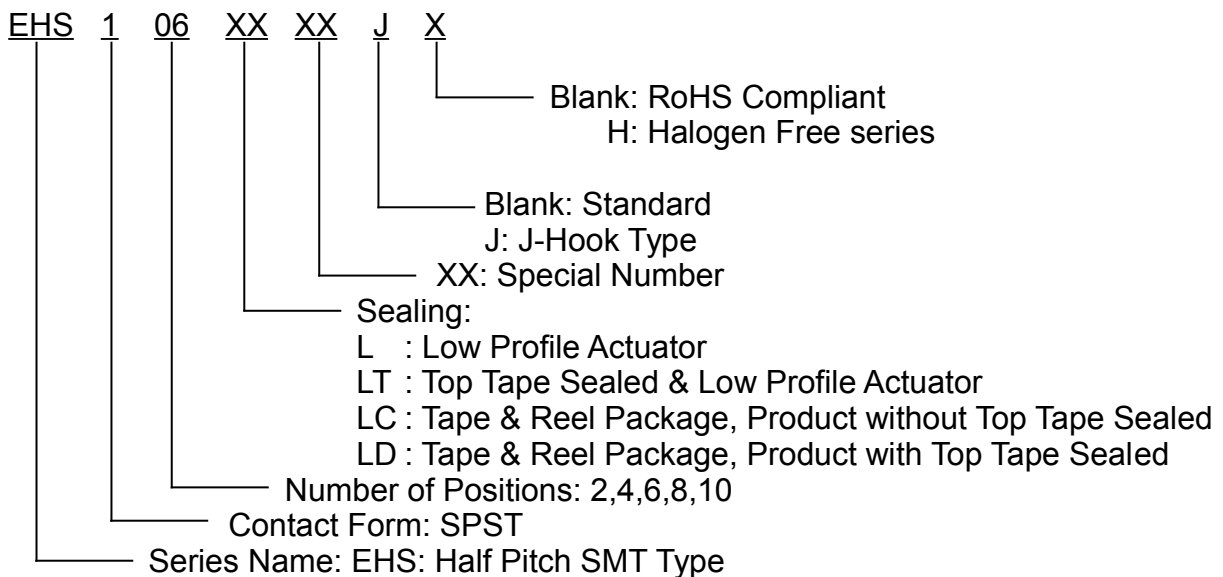 EHS 1 06 XX XX J X
Blank: RoHS Compliant
H: Halogen Free series
Blank: Standard
J: J-Hook Type
XX: Special Number
Sealing:
L : Low Profile Actuator
LT : Top Tape Sealed & Low Profile Actuator
LC : Tape & Reel Package, Product without Top Tape Sealed
LD : Tape & Reel Package, Product with Top Tape Sealed
Number of Positions: 2,4,6,8,10
Contact Form: SPST
Series Name: EHS: Half Pitch SMT Type